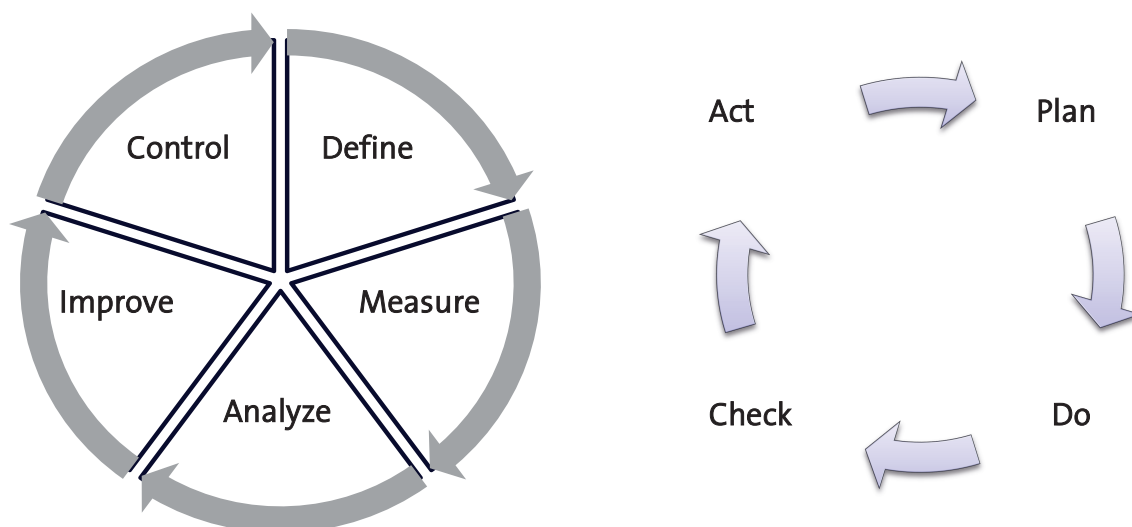 Control
Define
Improve
Measure
Analyze
Act
Plan
Check
Do